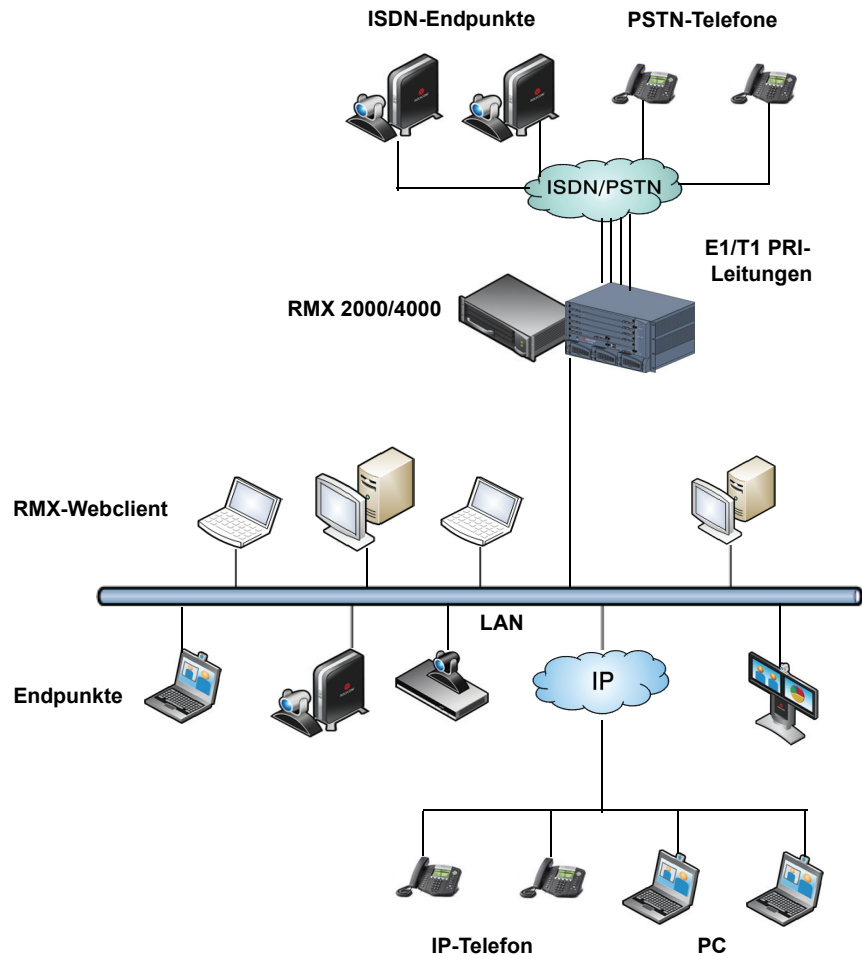 ISDN-Endpunkte
PSTN-Telefone
ISDN/PSTN
E1/T1 PRI-
Leitungen
RMX 2000/4000
RMX-Webclient
LAN
Endpunkte
IP
IP-Telefon
PC